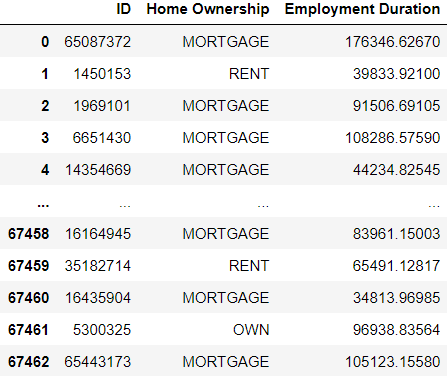 ID Home Ownership Employment Duration
0 65087372 MORTGAGE 176346.62670
1 1450153 RENT 39833.92100
2 1969101 MORTGAGE 91506.69105
3 6651430 MORTGAGE 108286.57590
4 14354669 MORTGAGE 44234.82545
... ... ... ...
67458 16164945 MORTGAGE 83961.15003
67459 35182714 RENT 65491.12817
67460 16435904 MORTGAGE 34813.96985
67461 5300325 OWN 96938.83564
67462 65443173 MORTGAGE 105123.15580